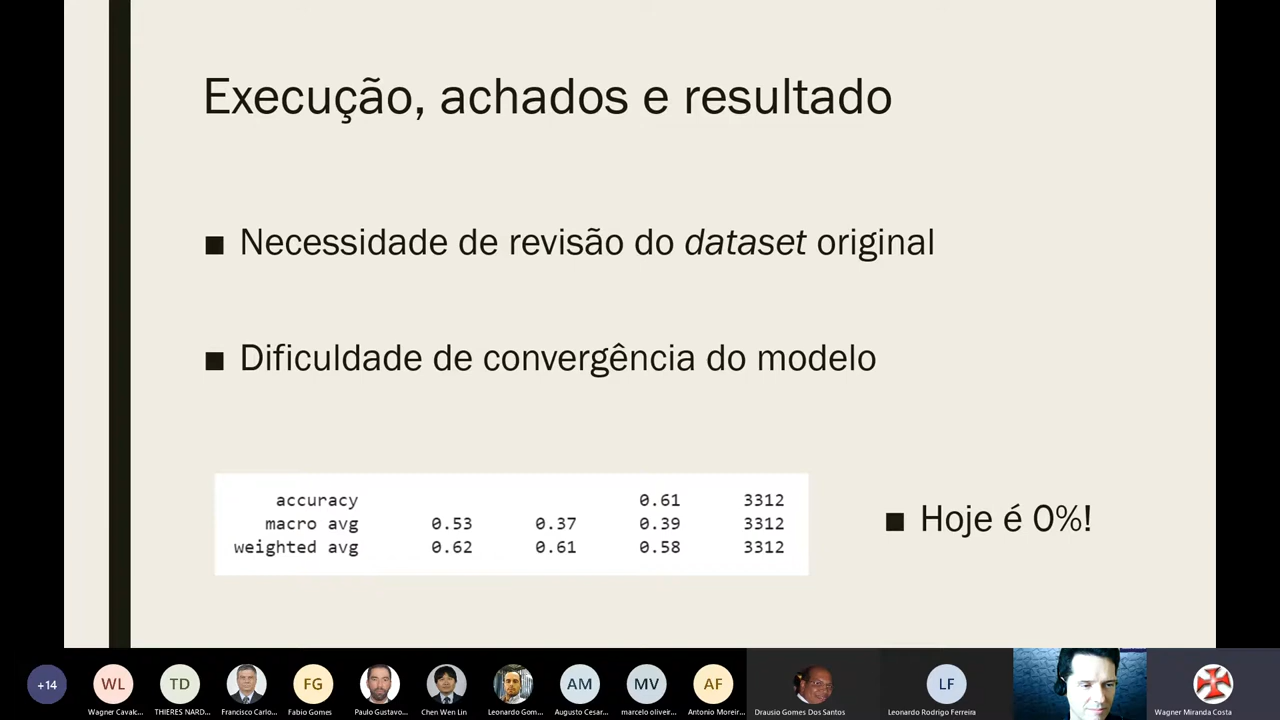 Execução, achados e resultado
■ Necessidade de revisão do dataset original
■ Dificuldade de convergência do modelo
accuracy 0.61 3312
macro avg 0.53 0.37 0.39 3312
weighted avg 0.62 0.61 0.58 3312
■ Hoje é 0%!
+14 WL TD FG AM MV AF LF
Wagner Cavalc... THIERES NARD... Francisco Carlo... Fabio Gomes Paulo Gustavo... Chen Wen Lin Leonardo Gom... Augusto Cesar... marcelo oliveir... Antonio Moreir... Drausio Gomes Dos Santos Leonardo Rodrigo Ferreira Wagner Miranda Costa